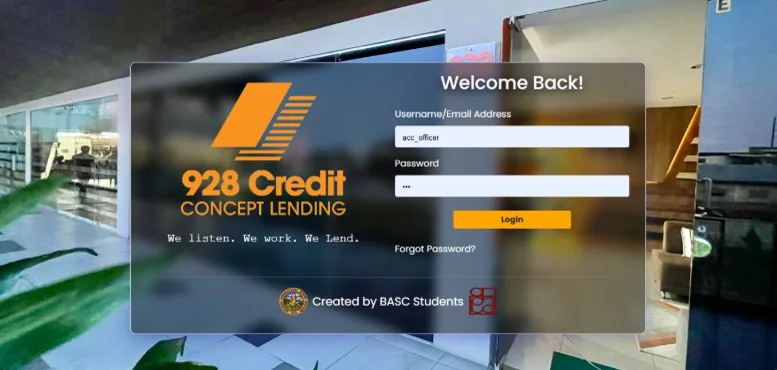 Welcome Back!
Username/Email Address
acc_officer
Password
•••
Login
Forgot Password?
928 Credit
CONCEPT LENDING
We listen. We work. We Lend.
Created by BASC Students